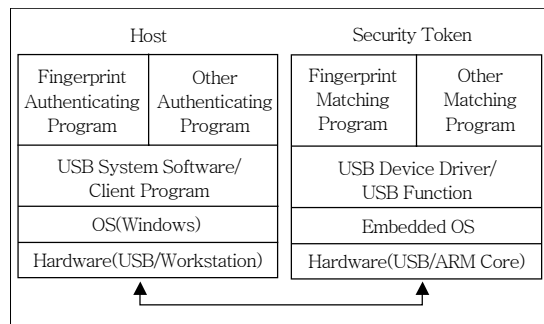 Host
Fingerprint
Authenticating
Program
Other
Authenticating
Program
USB System Software/
Client Program
OS(Windows)
Hardware(USB/Workstation)
Security Token
Fingerprint
Matching
Program
Other
Matching
Program
USB Device Driver/
USB Function
Embedded OS
Hardware(USB/ARM Core)